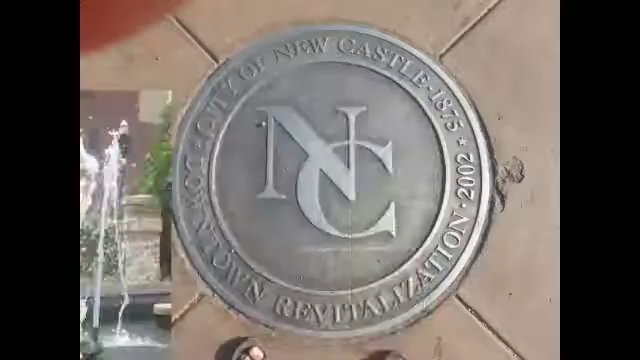 CITY OF NEW CASTLE · 1875 ★ 2002 ·
DOWNTOWN REVITALIZATION
NC